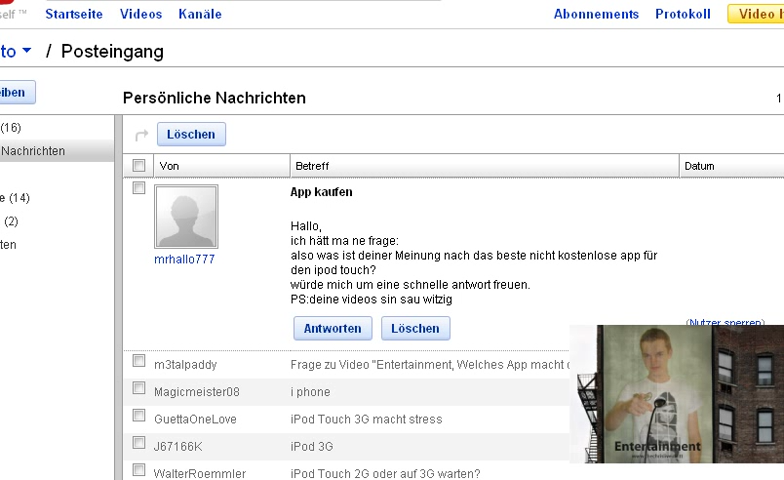 self™ Startseite Videos Kanäle Abonnements Protokoll Video
to / Posteingang
eiben
Persönliche Nachrichten 1
(16)
Löschen
Nachrichten
Von Betreff Datum
App kaufen
e (14)
(2)
Hallo,
ten
ich hätt ma ne frage:
also was ist deiner Meinung nach das beste nicht kostenlose app für
mrhallo777
den ipod touch?
würde mich um eine schnelle antwort freuen.
PS:deine videos sin sau witzig
Antworten Löschen
(Nutzer sperren)
m3talpaddy Frage zu Video "Entertainment, Welches App macht
Magicmeister08 i phone
GuettaOneLove iPod Touch 3G macht stress
J67166K iPod 3G
Entertainment
WalterRoemmler iPod Touch 2G oder auf 3G warten?